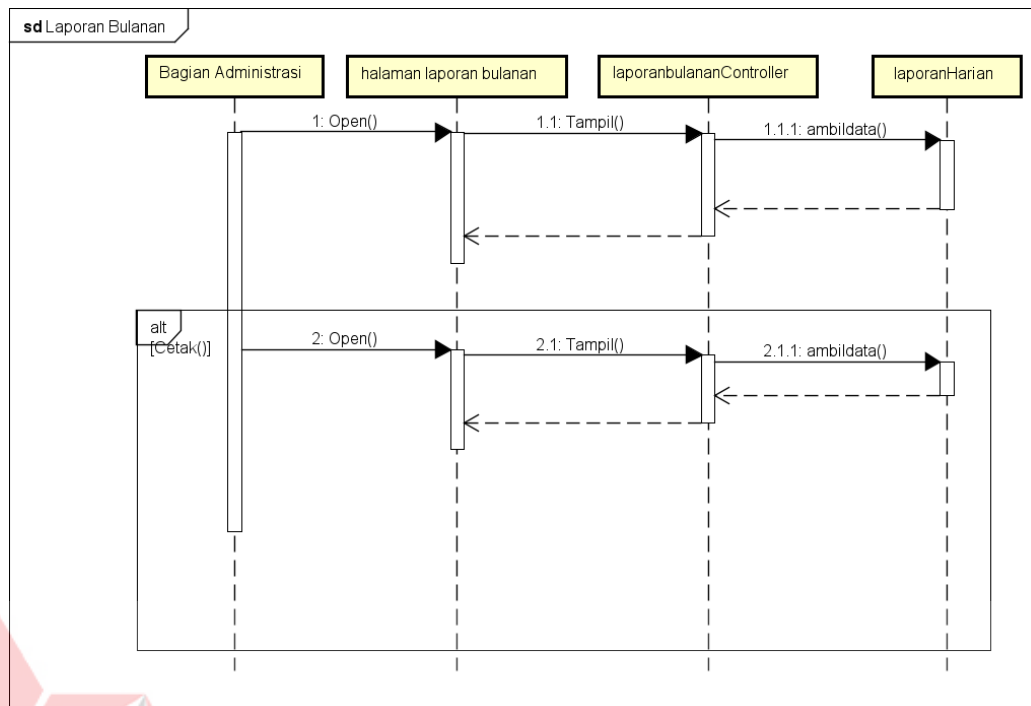 sd Laporan Bulanan
Bagian Administrasi
halaman laporan bulanan
laporanbulananController
laporanHarian
1: Open()
1.1: Tampil()
1.1.1: ambildata()
alt
[Cetak()]
2: Open()
2.1: Tampil()
2.1.1: ambildata()